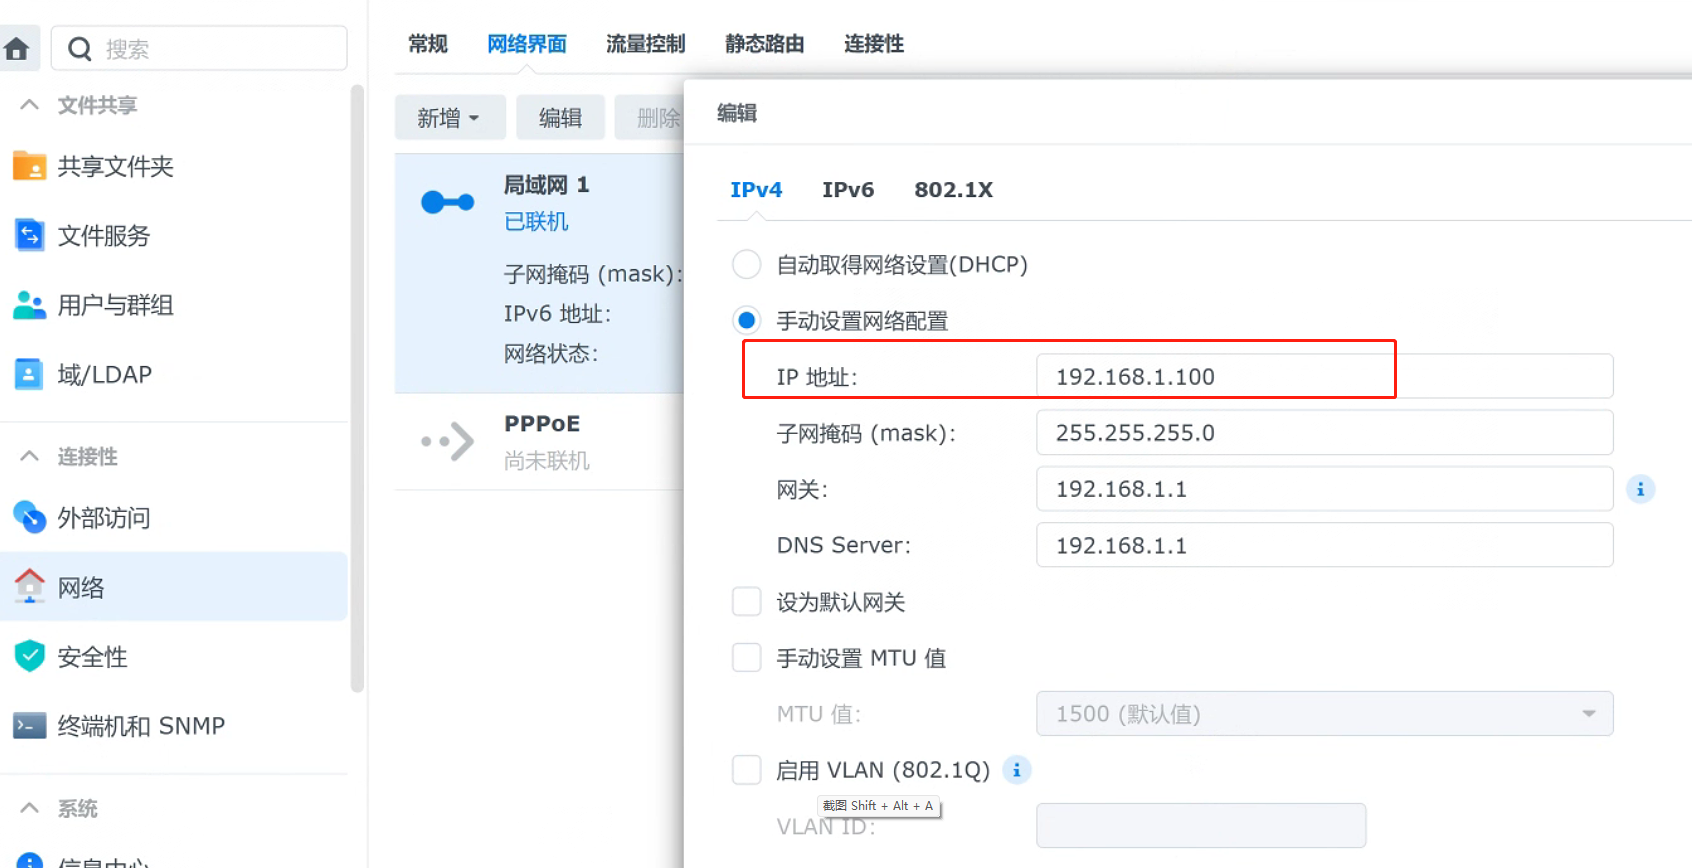 搜索
文件共享
共享文件夹
文件服务
用户与群组
域/LDAP
连接性
外部访问
网络
安全性
终端机和 SNMP
系统
信息中心
常规 网络界面 流量控制 静态路由 连接性
新增 编辑 删除
局域网 1
已联机
子网掩码 (mask):
IPv6 地址:
网络状态:
PPPoE
尚未联机
编辑
IPv4 IPv6 802.1X
自动取得网络设置(DHCP)
手动设置网络配置
IP 地址: 192.168.1.100
子网掩码 (mask): 255.255.255.0
网关: 192.168.1.1
DNS Server: 192.168.1.1
设为默认网关
手动设置 MTU 值
MTU 值: 1500 (默认值)
启用 VLAN (802.1Q)
截图 Shift + Alt + A
VLAN ID: